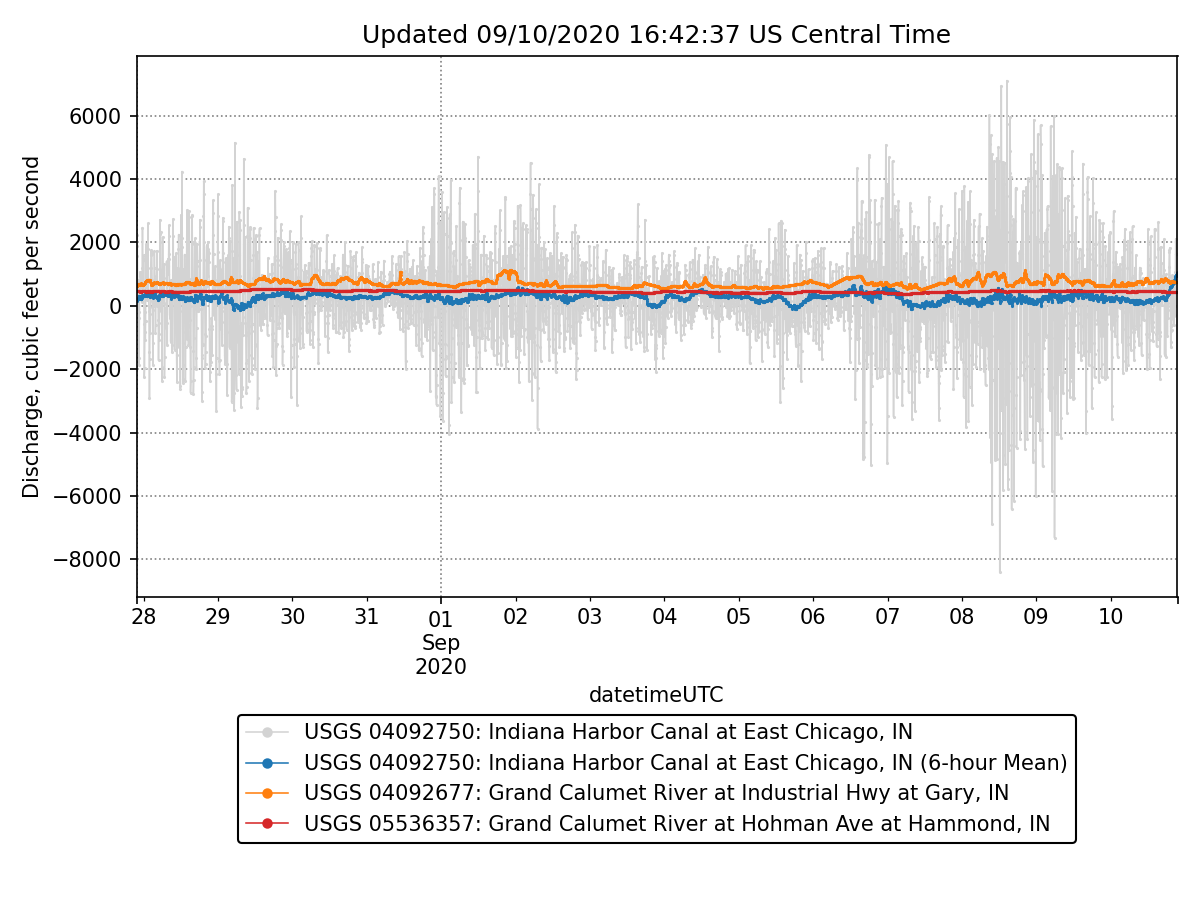 Updated 09/10/2020 16:42:37 US Central Time
Discharge, cubic feet per second
6000
4000
2000
0
−2000
−4000
−6000
−8000
28 29 30 31 01 02 03 04 05 06 07 08 09 10
Sep
2020
datetimeUTC
USGS 04092750: Indiana Harbor Canal at East Chicago, IN
USGS 04092750: Indiana Harbor Canal at East Chicago, IN (6-hour Mean)
USGS 04092677: Grand Calumet River at Industrial Hwy at Gary, IN
USGS 05536357: Grand Calumet River at Hohman Ave at Hammond, IN